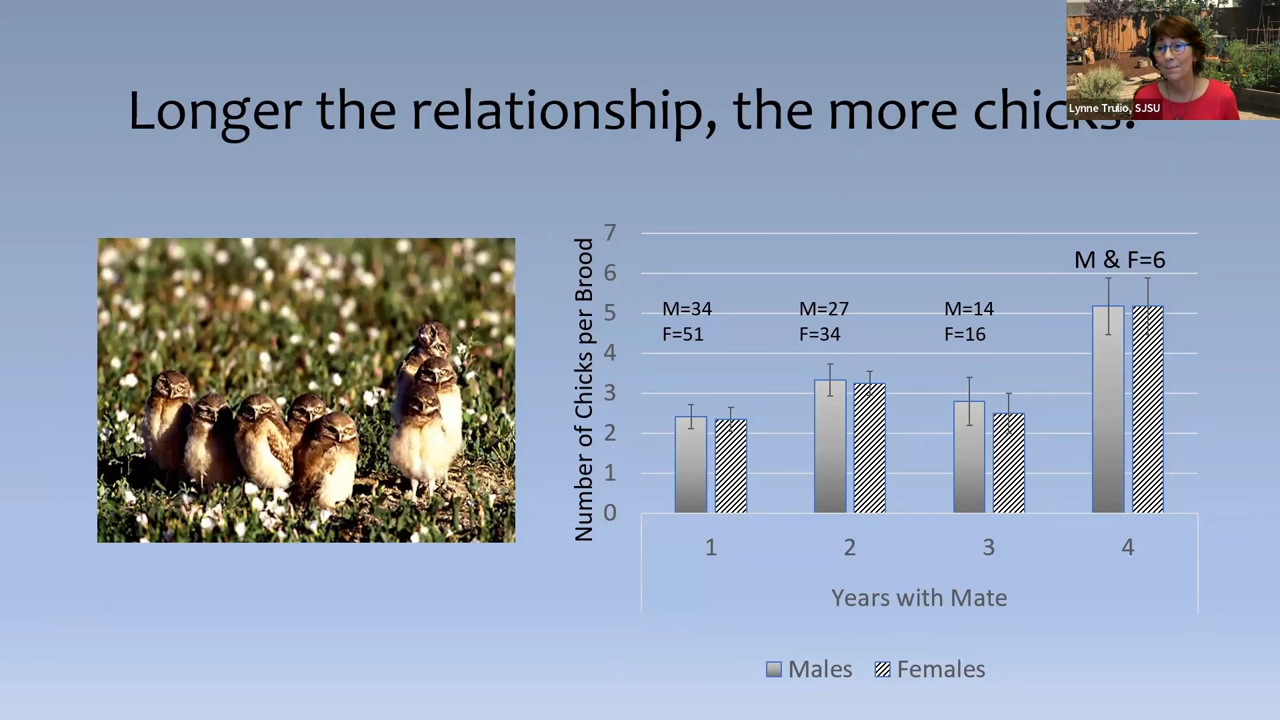 Longer the relationship, the more chicks!
Lynne Trulio, SJSU
Number of Chicks per Brood
7
6
5
4
3
2
1
0
M=34
F=51
M=27
F=34
M=14
F=16
M & F=6
1
2
3
4
Years with Mate
Males
Females